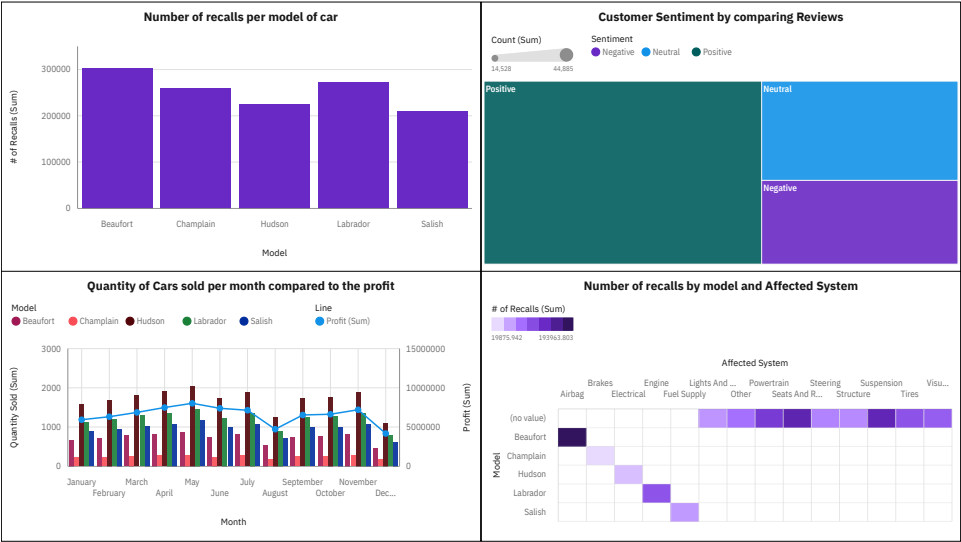 Number of recalls per model of car
# of Recalls (Sum)
300000
200000
100000
0
Beaufort Champlain Hudson Labrador Salish
Model
Customer Sentiment by comparing Reviews
Count (Sum)
14,528 44,885
Sentiment
Negative Neutral Positive
Positive
Neutral
Negative
Quantity of Cars sold per month compared to the profit
Model
Beaufort Champlain Hudson Labrador Salish
Line
Profit (Sum)
Quantity Sold (Sum)
3000
2000
1000
0
15000000
10000000
5000000
0
Profit (Sum)
January March May July September November
February April June August October Dec...
Month
Number of recalls by model and Affected System
# of Recalls (Sum)
19875.942 193963.803
Affected System
Brakes Engine Lights And ... Powertrain Steering Suspension Visu...
Airbag Electrical Fuel Supply Other Seats And R... Structure Tires
Model
(no value)
Beaufort
Champlain
Hudson
Labrador
Salish